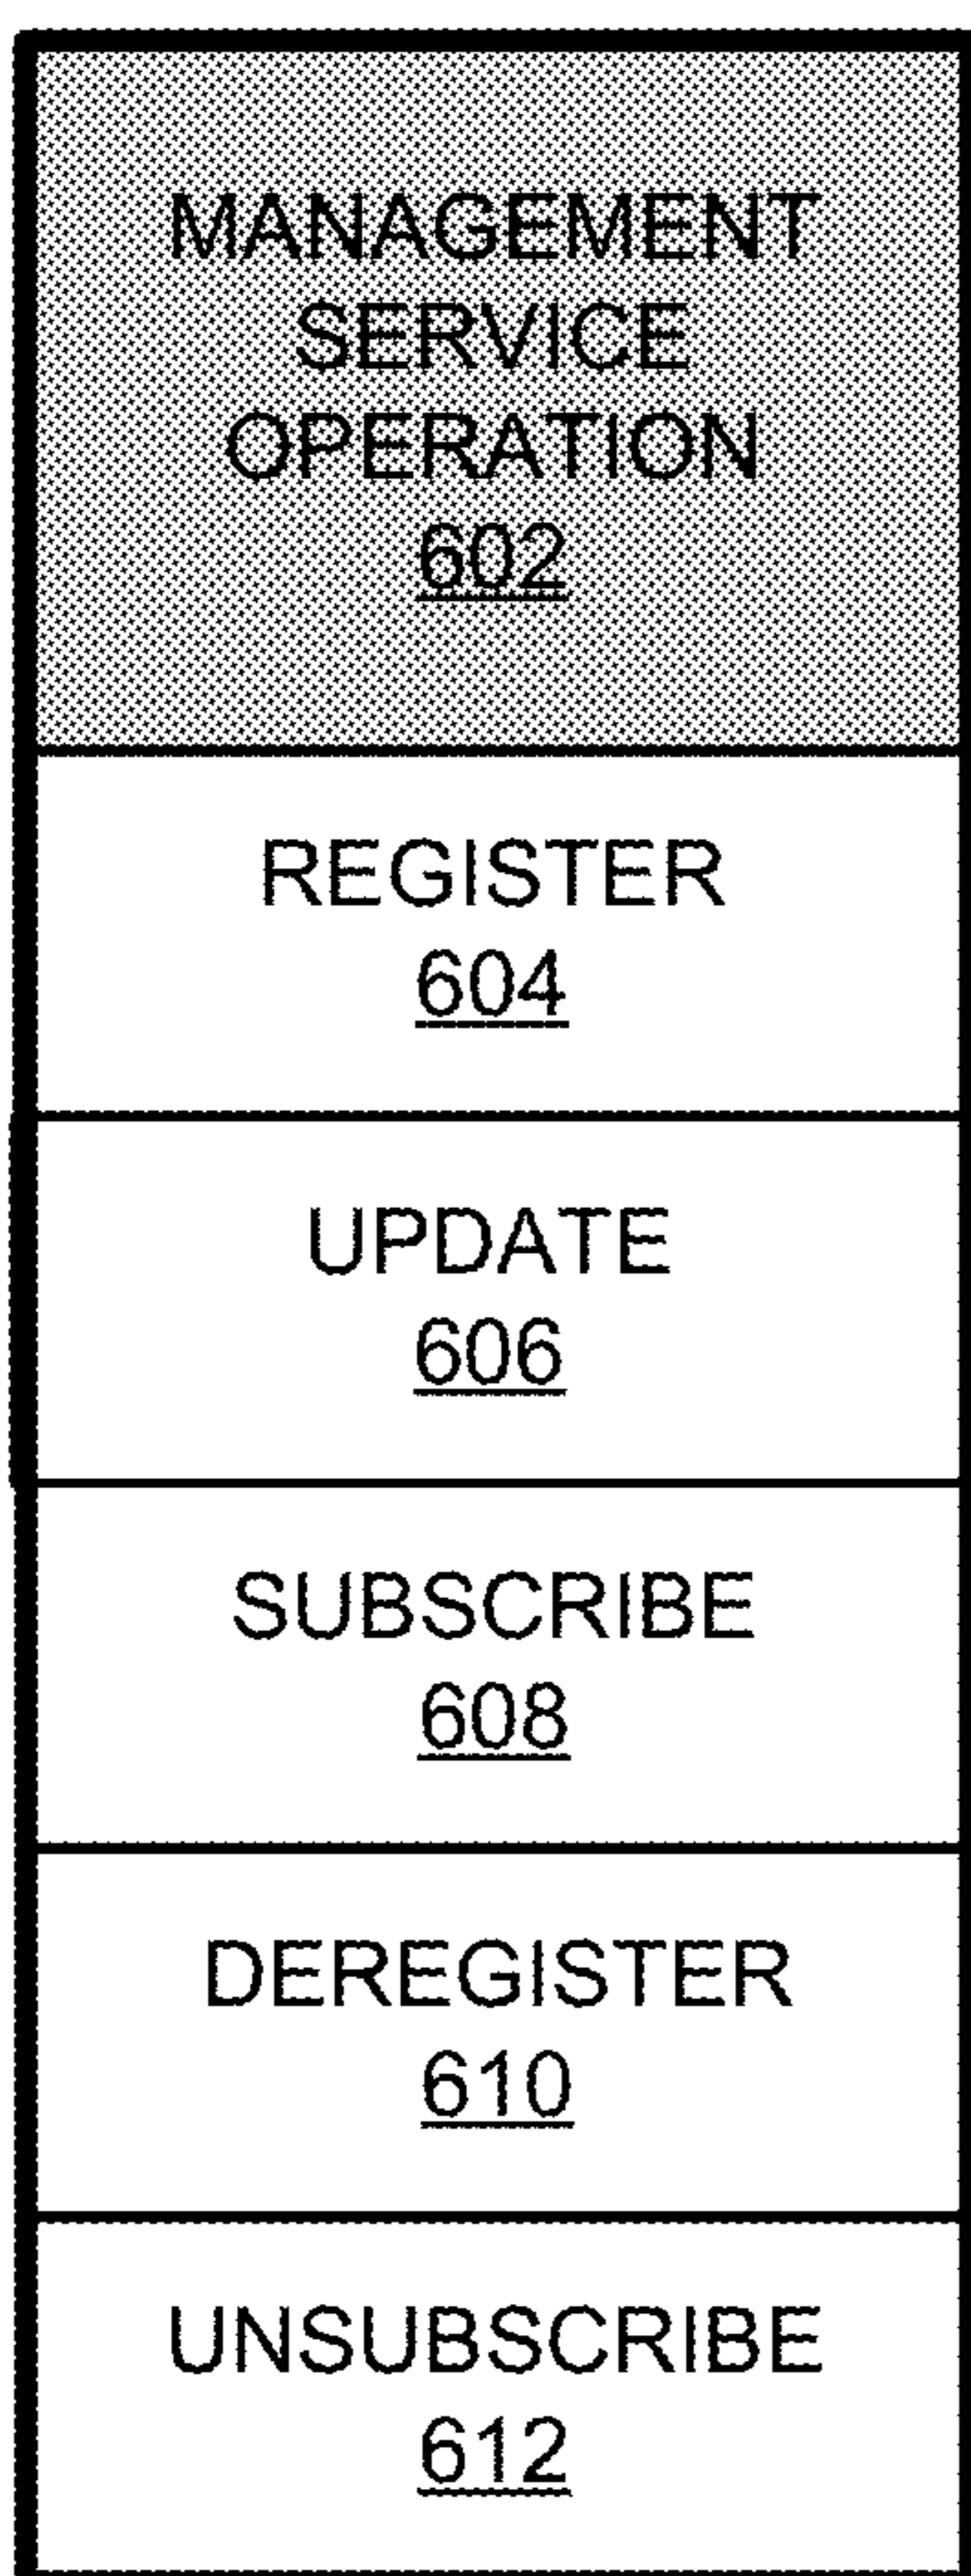 MANAGEMENT
SERVICE
OPERATION
602
REGISTER
604
UPDATE
606
SUBSCRIBE
608
DEREGISTER
610
UNSUBSCRIBE
612